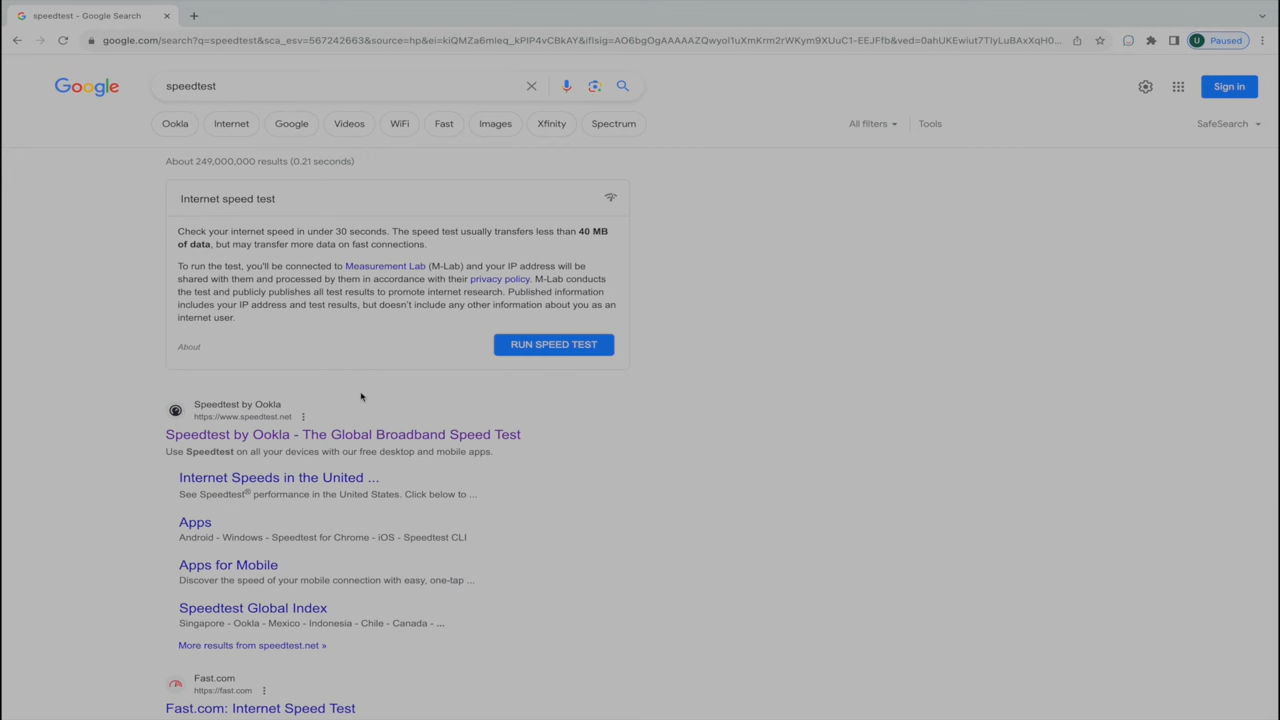 speedtest - Google Search
google.com/search?q=speedtest&sca_esv=567242663&source=hp&ei=kiQMZa6mleq_kPIP4vCBkAY&iflsig=AO6bgOgAAAAAZQwyoI1uXmKrm2rWKym9XUuC1-EEJFfb&ved=0ahUKEwiut7TIyLuBAxXqH0... Paused
Google speedtest Sign in
Ookla Internet Google Videos WiFi Fast Images Xfinity Spectrum All filters Tools SafeSearch
About 249,000,000 results (0.21 seconds)
Internet speed test
Check your internet speed in under 30 seconds. The speed test usually transfers less than 40 MB
of data, but may transfer more data on fast connections.
To run the test, you'll be connected to Measurement Lab (M-Lab) and your IP address will be
shared with them and processed by them in accordance with their privacy policy. M-Lab conducts
the test and publicly publishes all test results to promote internet research. Published information
includes your IP address and test results, but doesn't include any other information about you as an
internet user.
About RUN SPEED TEST
Speedtest by Ookla
https://www.speedtest.net
Speedtest by Ookla - The Global Broadband Speed Test
Use Speedtest on all your devices with our free desktop and mobile apps.
Internet Speeds in the United ...
See Speedtest® performance in the United States. Click below to ...
Apps
Android - Windows - Speedtest for Chrome - iOS - Speedtest CLI
Apps for Mobile
Discover the speed of your mobile connection with easy, one-tap ...
Speedtest Global Index
Singapore - Ookla - Mexico - Indonesia - Chile - Canada - ...
More results from speedtest.net »
Fast.com
https://fast.com
Fast.com: Internet Speed Test